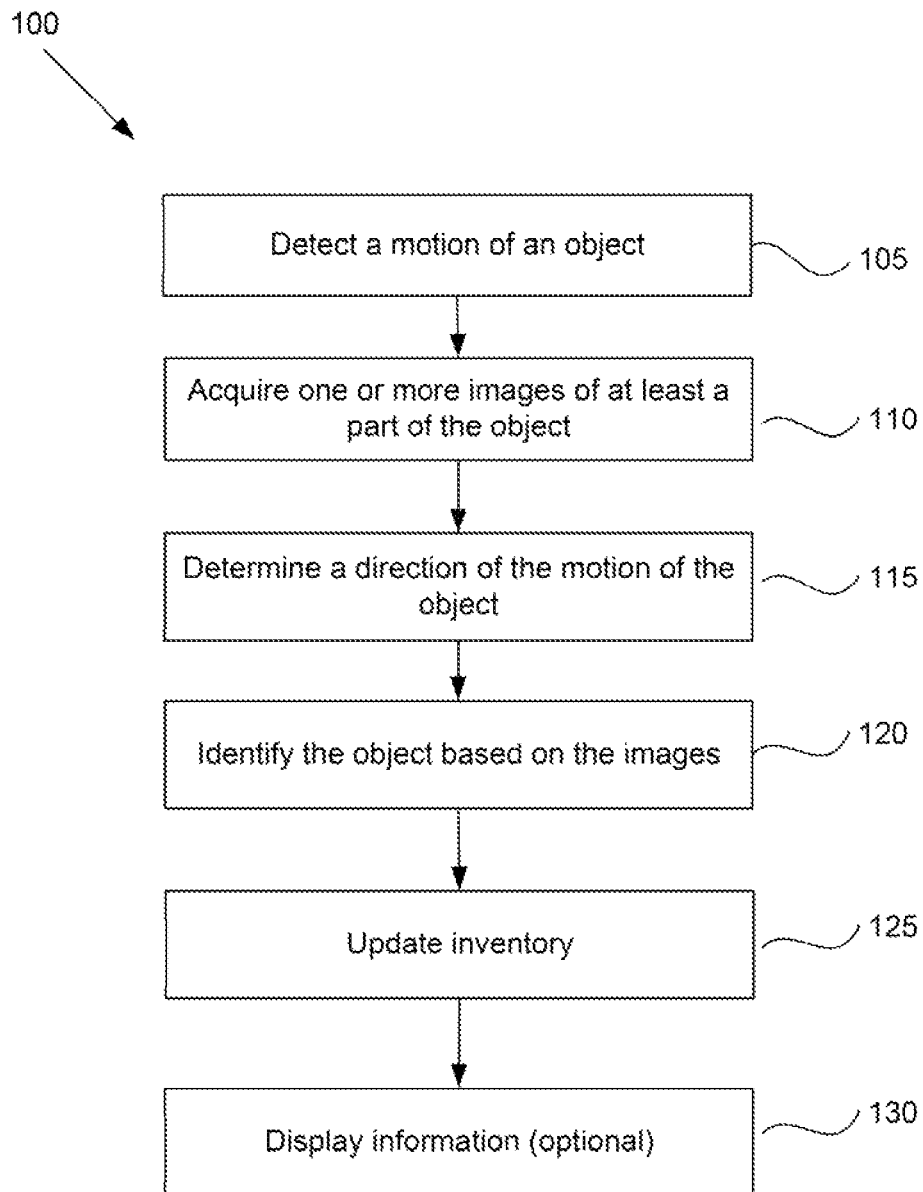 100
Detect a motion of an object
105
Acquire one or more images of at least a
part of the object
110
Determine a direction of the motion of the
object
115
Identify the object based on the images
120
Update inventory
125
Display information (optional)
130